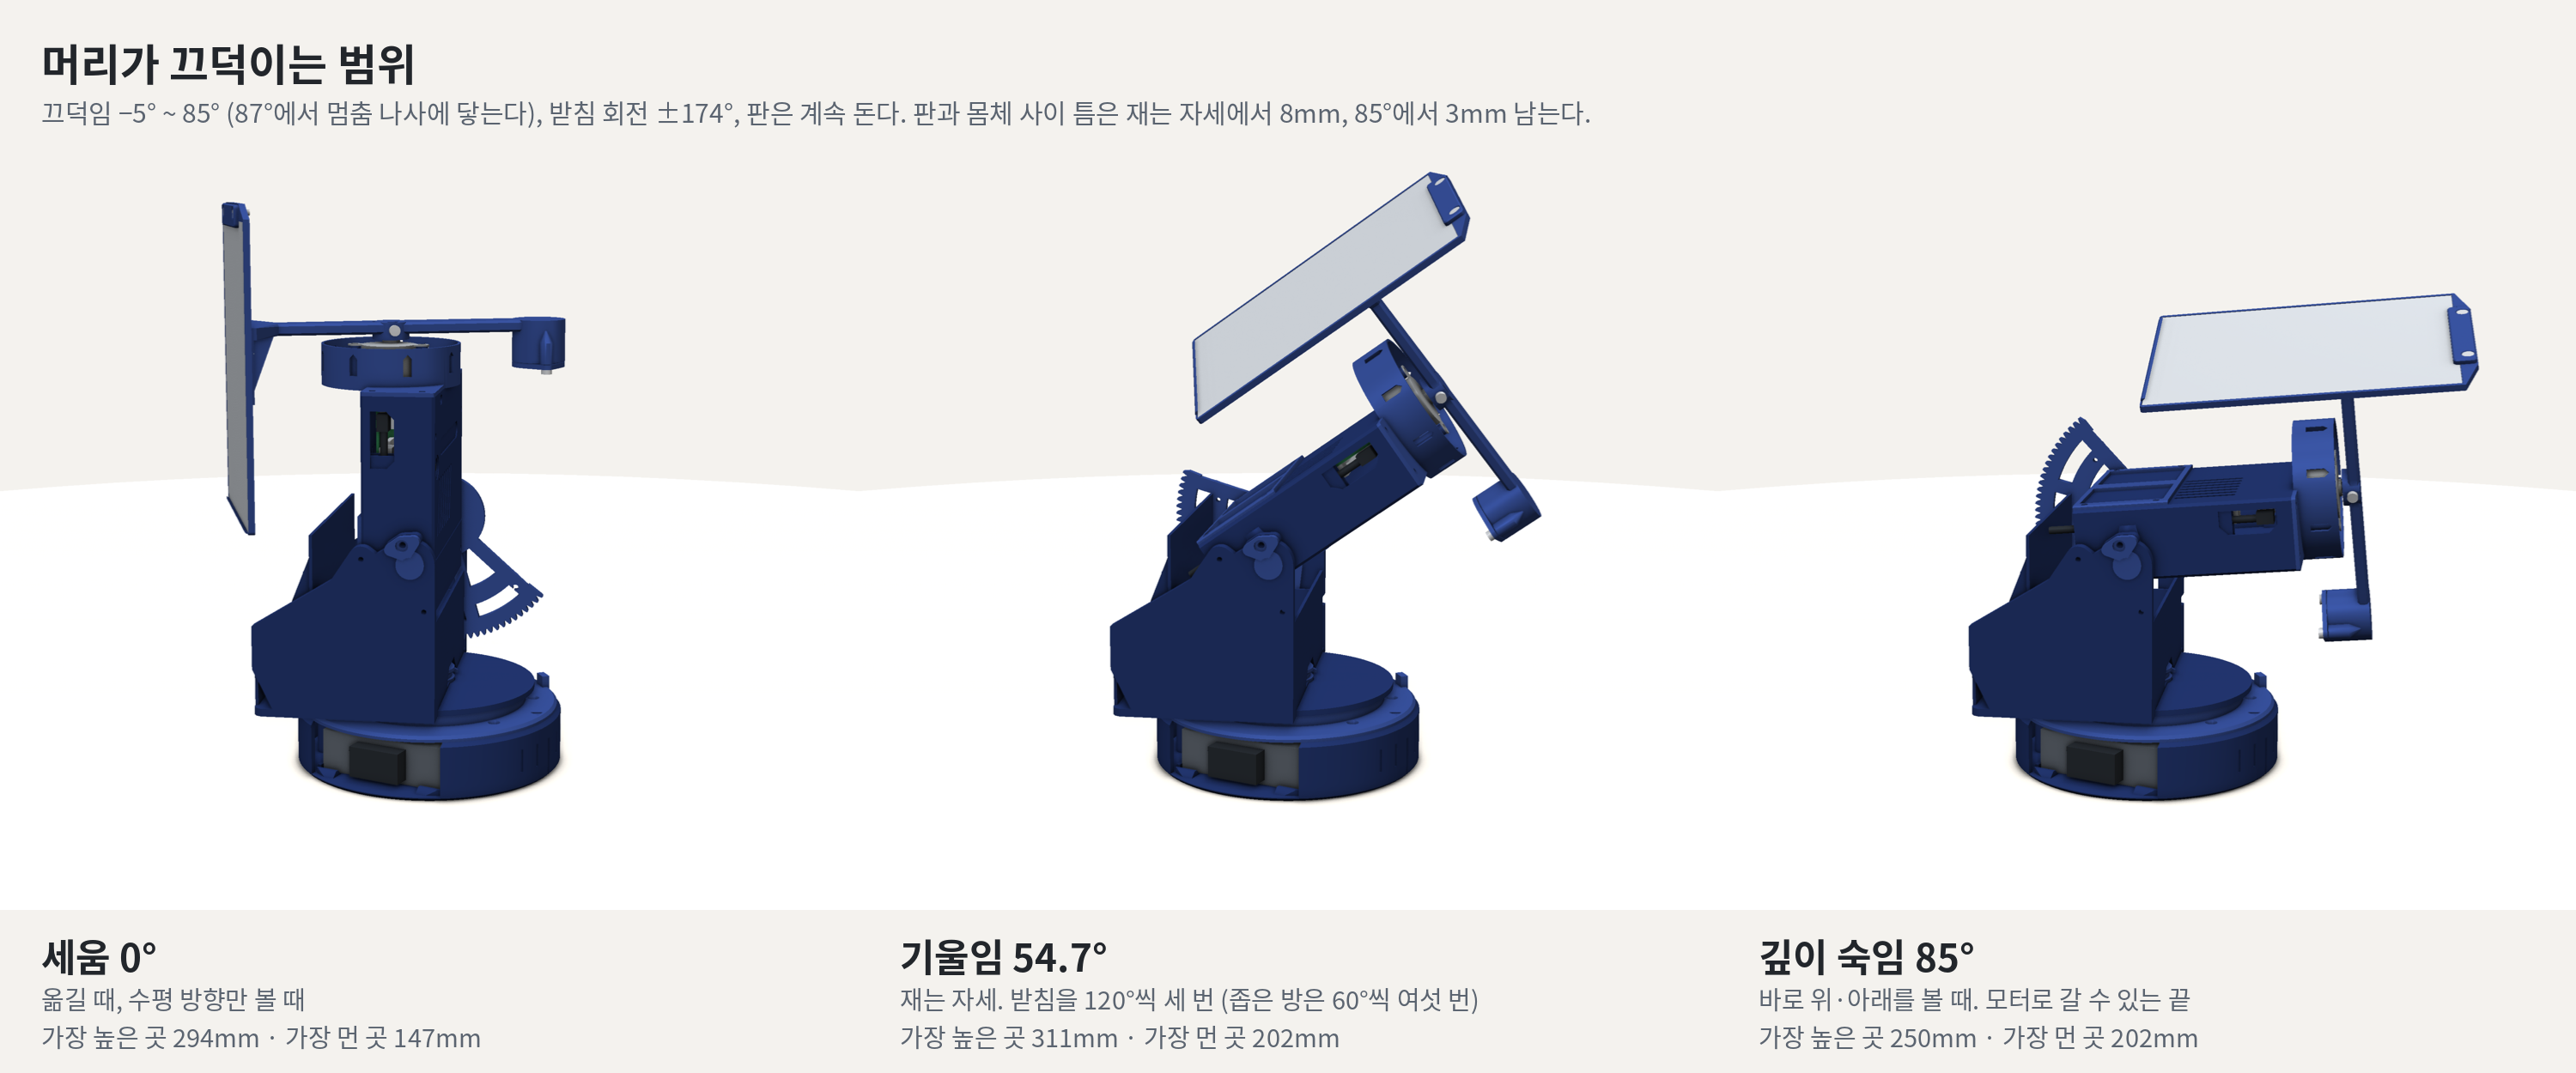 머리가 끄덕이는 범위
끄덕임 −5° ~ 85° (87°에서 멈춤 나사에 닿는다), 받침 회전 ±174°, 판은 계속 돈다. 판과 몸체 사이 틈은 재는 자세에서 8mm, 85°에서 3mm 남는다.
세움 0°
옮길 때, 수평 방향만 볼 때
가장 높은 곳 294mm · 가장 먼 곳 147mm
기울임 54.7°
재는 자세. 받침을 120°씩 세 번 (좁은 방은 60°씩 여섯 번)
가장 높은 곳 311mm · 가장 먼 곳 202mm
깊이 숙임 85°
바로 위·아래를 볼 때. 모터로 갈 수 있는 끝
가장 높은 곳 250mm · 가장 먼 곳 202mm